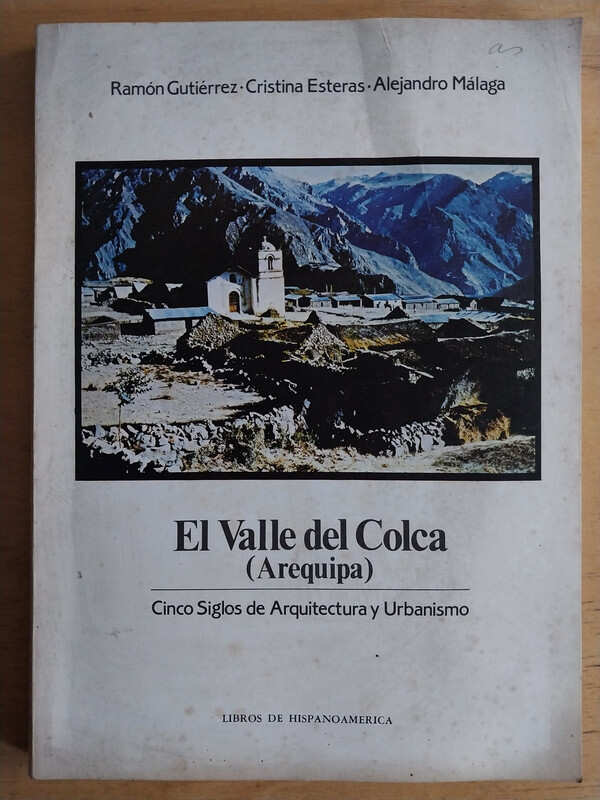 as
Ramón Gutiérrez · Cristina Esteras · Alejandro Málaga
El Valle del Colca
(Arequipa)
Cinco Siglos de Arquitectura y Urbanismo
LIBROS DE HISPANOAMERICA